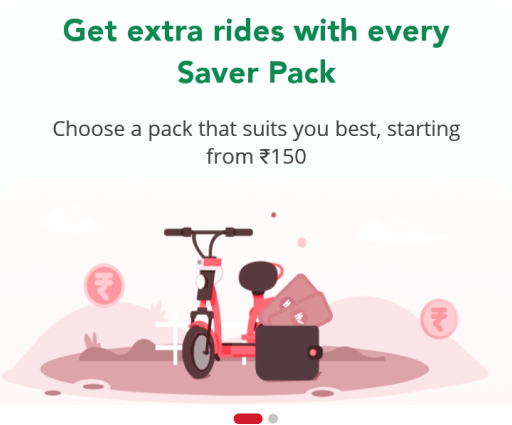 Get extra rides with every
Saver Pack
Choose a pack that suits you best, starting
from ₹150
₹
₹